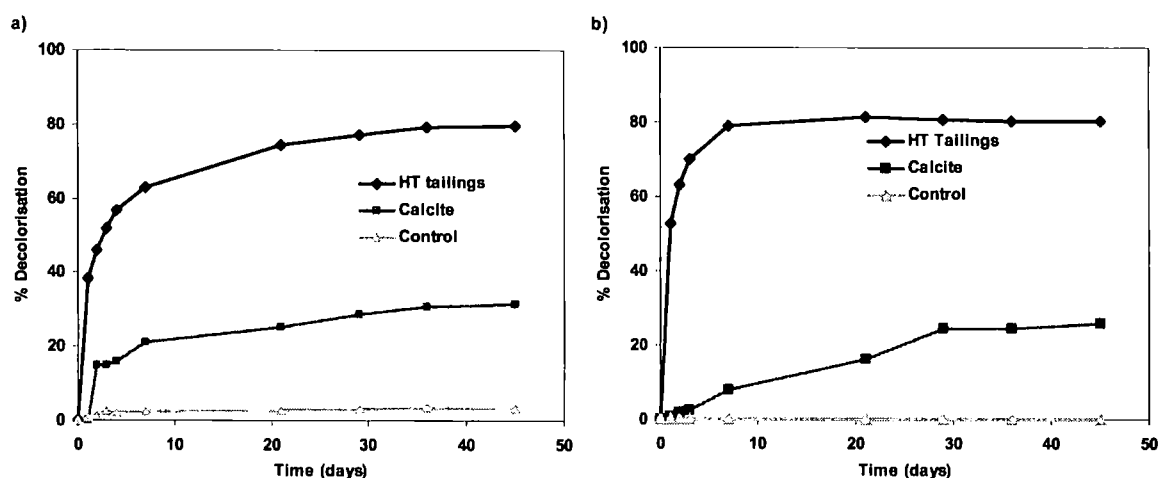 a)
% Decolorisation
100
80
60
40
20
0
HT tailings
Calcite
Control
0 10 20 30 40 50
Time (days)
b)
% Decolorisation
100
80
60
40
20
0
HT Tailings
Calcite
Control
0 10 20 30 40 50
Time (days)